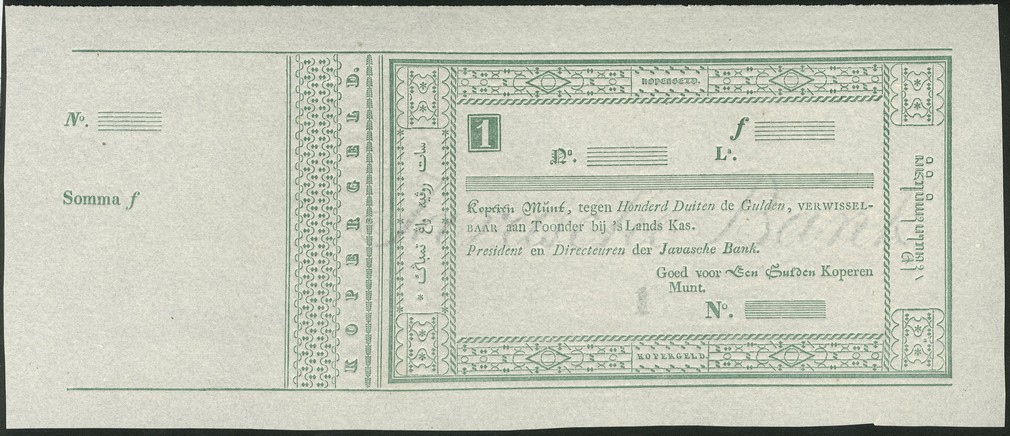 Nº.
Somma ƒ
KOPERGELD.
KOPERGELD.
1
ƒ
Nº.
Lª.
Koperen Munt, tegen Honderd Duiten de Gulden, VERWISSEL-
BAAR aan Toonder bij 's Lands Kas.
President en Directeuren der Javasche Bank.
Goed voor Een Gulden Koperen
Munt.
1
Nº.
KOPERGELD.